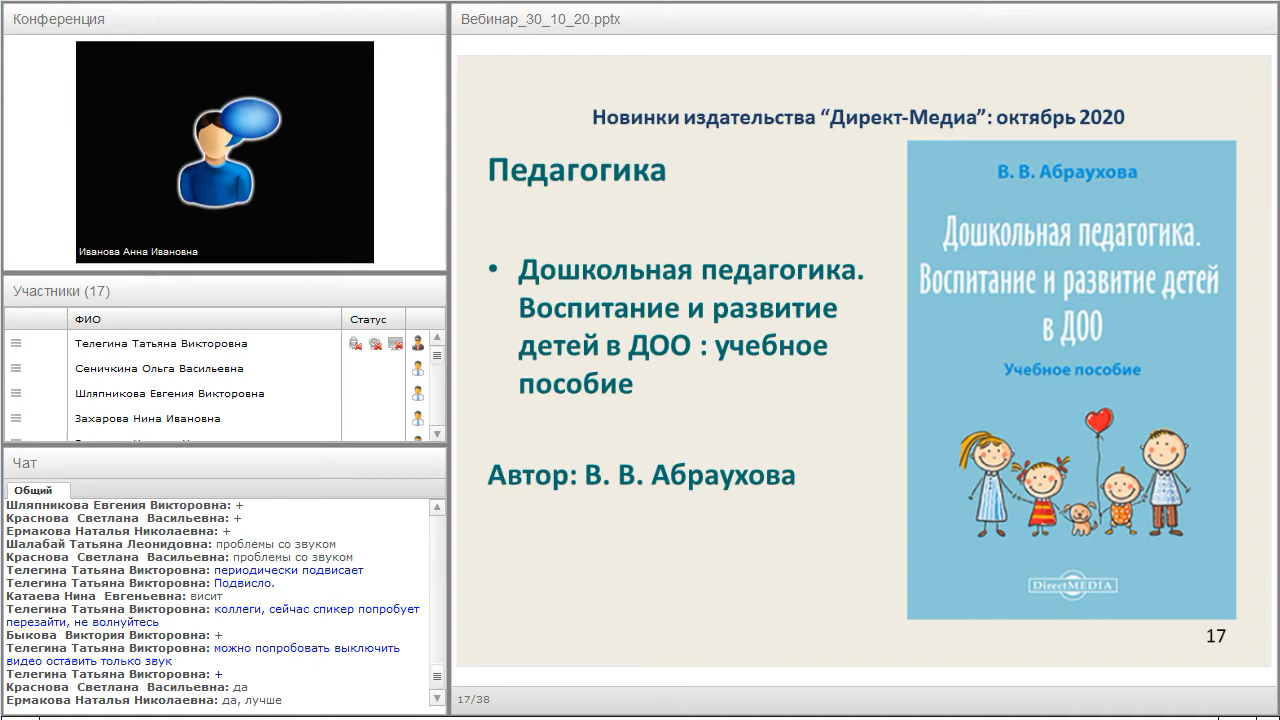 Конференция
Иванова Анна Ивановна
Участники (17)
ФИО
Статус
Телегина Татьяна Викторовна
Сеничкина Ольга Васильевна
Шляпникова Евгения Викторовна
Захарова Нина Ивановна
Чат
Общий
Шляпникова Евгения Викторовна: +
Краснова Светлана Васильевна: +
Ермакова Наталья Николаевна: +
Шалабай Татьяна Леонидовна: проблемы со звуком
Краснова Светлана Васильевна: проблемы со звуком
Телегина Татьяна Викторовна: периодически подвисает
Телегина Татьяна Викторовна: Подвисло.
Катаева Нина Евгеньевна: висит
Телегина Татьяна Викторовна: коллеги, сейчас спикер попробует
перезайти, не волнуйтесь
Быкова Виктория Викторовна: +
Телегина Татьяна Викторовна: можно попробовать выключить
видео оставить только звук
Телегина Татьяна Викторовна: +
Краснова Светлана Васильевна: да
Ермакова Наталья Николаевна: да, лучше
Вебинар_30_10_20.pptx
Новинки издательства “Директ-Медиа”: октябрь 2020
Педагогика
• Дошкольная педагогика.
Воспитание и развитие
детей в ДОО : учебное
пособие
Автор: В. В. Абраухова
В. В. Абраухова
Дошкольная педагогика.
Воспитание и развитие детей
в ДОО
Учебное пособие
DirectMEDIA
17
17/38